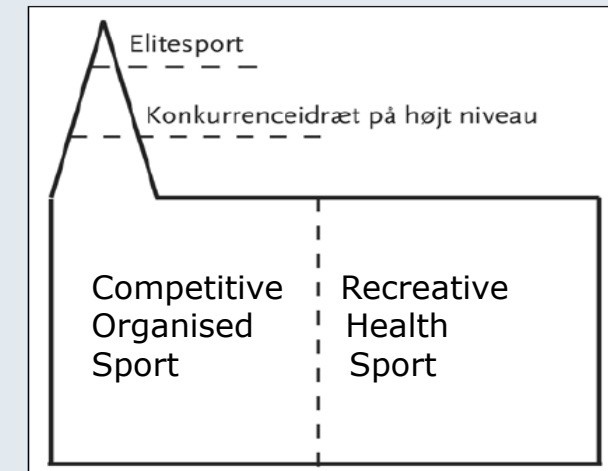 Elitesport
Konkurrenceidræt på højt niveau
Competitive
Organised
Sport
Recreative
Health
Sport